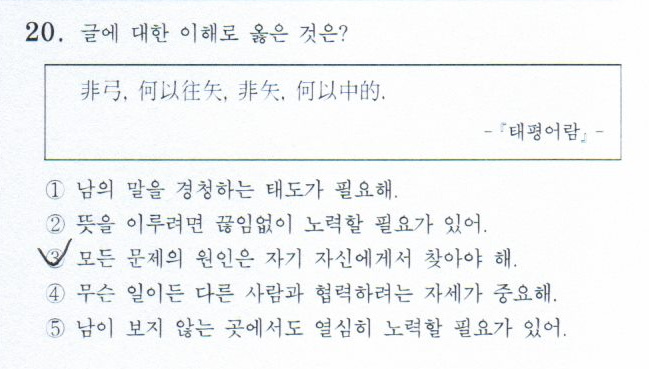 20. 글에 대한 이해로 옳은 것은?
非弓, 何以往矢, 非矢, 何以中的.
-『태평어람』-
① 남의 말을 경청하는 태도가 필요해.
② 뜻을 이루려면 끊임없이 노력할 필요가 있어.
③ 모든 문제의 원인은 자기 자신에게서 찾아야 해.
④ 무슨 일이든 다른 사람과 협력하려는 자세가 중요해.
⑤ 남이 보지 않는 곳에서도 열심히 노력할 필요가 있어.